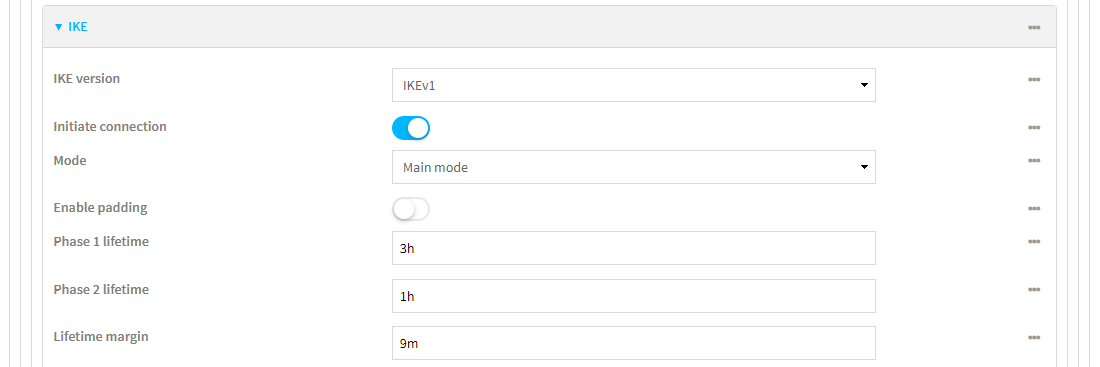 ▼ IKE
IKE version IKEv1
Initiate connection
Mode Main mode
Enable padding
Phase 1 lifetime 3h
Phase 2 lifetime 1h
Lifetime margin 9m